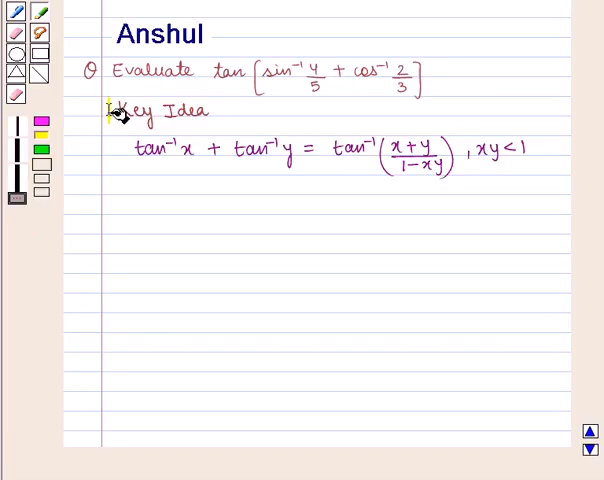 Anshul
Q Evaluate tan [sin⁻¹ 4/5 + cos⁻¹ 2/3]
Key Idea
tan⁻¹x + tan⁻¹y = tan⁻¹ (x+y / 1-xy), xy < 1